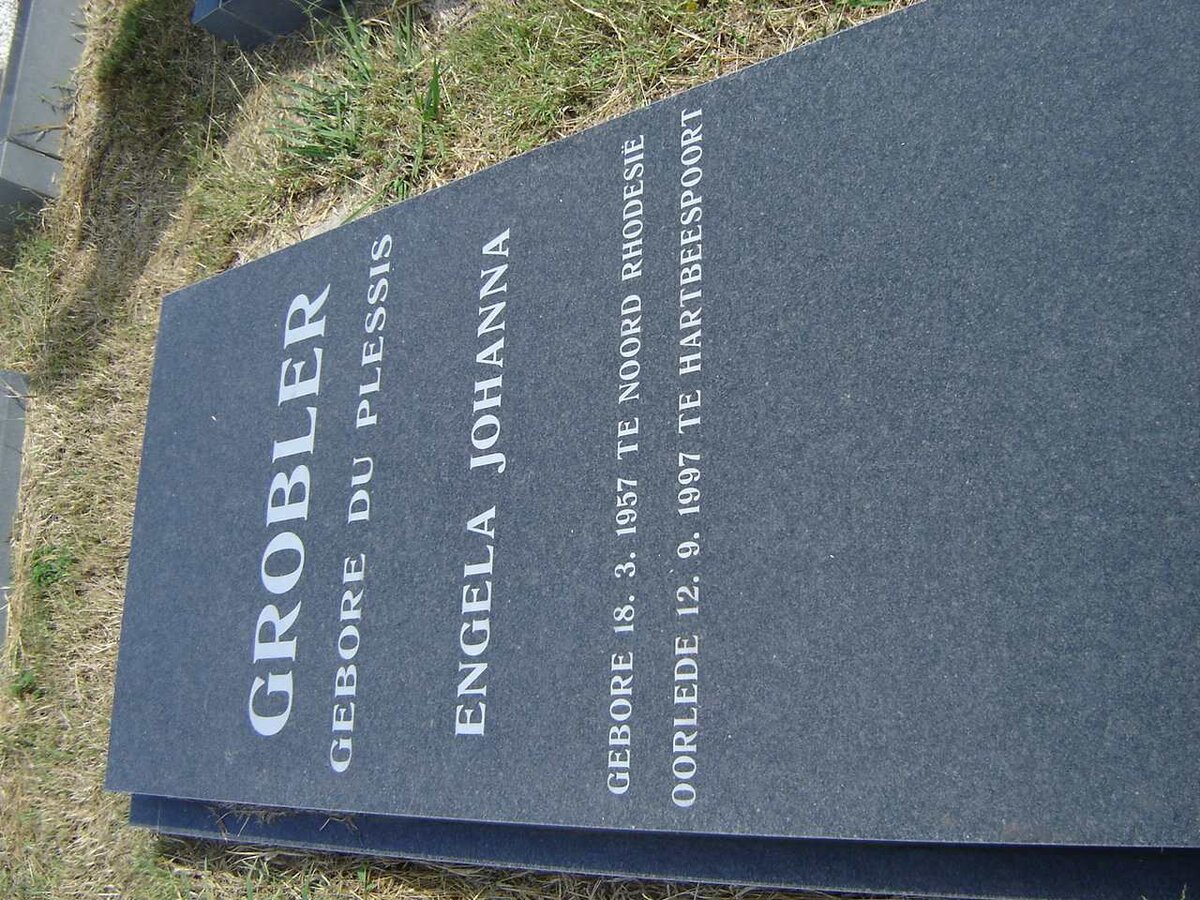 GROBLER
GEBORE DU PLESSIS
ENGELA JOHANNA
GEBORE 18. 3. 1957 TE NOORD RHODESIË
OORLEDE 12. 9. 1997 TE HARTBEESPOORT